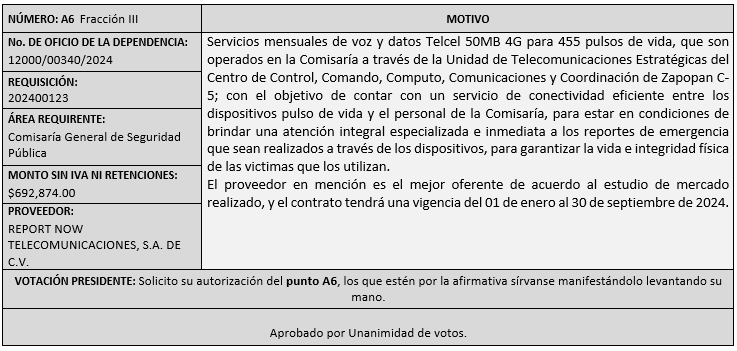 NÚMERO: A6 Fracción III
MOTIVO
No. DE OFICIO DE LA DEPENDENCIA:
12000/00340/2024
REQUISICIÓN:
202400123
ÁREA REQUIRENTE:
Comisaría General de Seguridad
Pública
MONTO SIN IVA NI RETENCIONES:
$692,874.00
PROVEEDOR:
REPORT NOW
TELECOMUNICACIONES, S.A. DE
C.V.
Servicios mensuales de voz y datos Telcel 50MB 4G para 455 pulsos de vida, que son
operados en la Comisaría a través de la Unidad de Telecomunicaciones Estratégicas del
Centro de Control, Comando, Computo, Comunicaciones y Coordinación de Zapopan C-
5; con el objetivo de contar con un servicio de conectividad eficiente entre los
dispositivos pulso de vida y el personal de la Comisaría, para estar en condiciones de
brindar una atención integral especializada e inmediata a los reportes de emergencia
que sean realizados a través de los dispositivos, para garantizar la vida e integridad física
de las victimas que los utilizan.
El proveedor en mención es el mejor oferente de acuerdo al estudio de mercado
realizado, y el contrato tendrá una vigencia del 01 de enero al 30 de septiembre de 2024.
VOTACIÓN PRESIDENTE: Solicito su autorización del punto A6, los que estén por la afirmativa sírvanse manifestándolo levantando su
mano.
Aprobado por Unanimidad de votos.